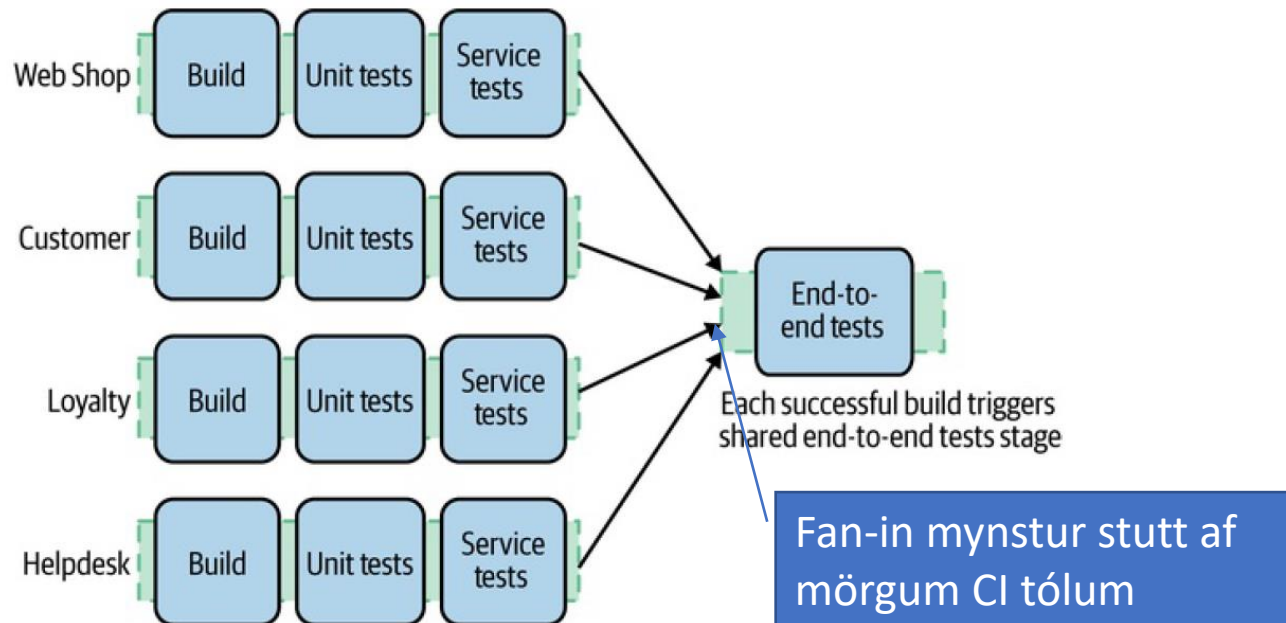 Web Shop
Build
Unit tests
Service
tests
Customer
Build
Unit tests
Service
tests
Loyalty
Build
Unit tests
Service
tests
Helpdesk
Build
Unit tests
Service
tests
End-to-
end tests
Each successful build triggers
shared end-to-end tests stage
Fan-in mynstur stutt af
mörgum CI tólum